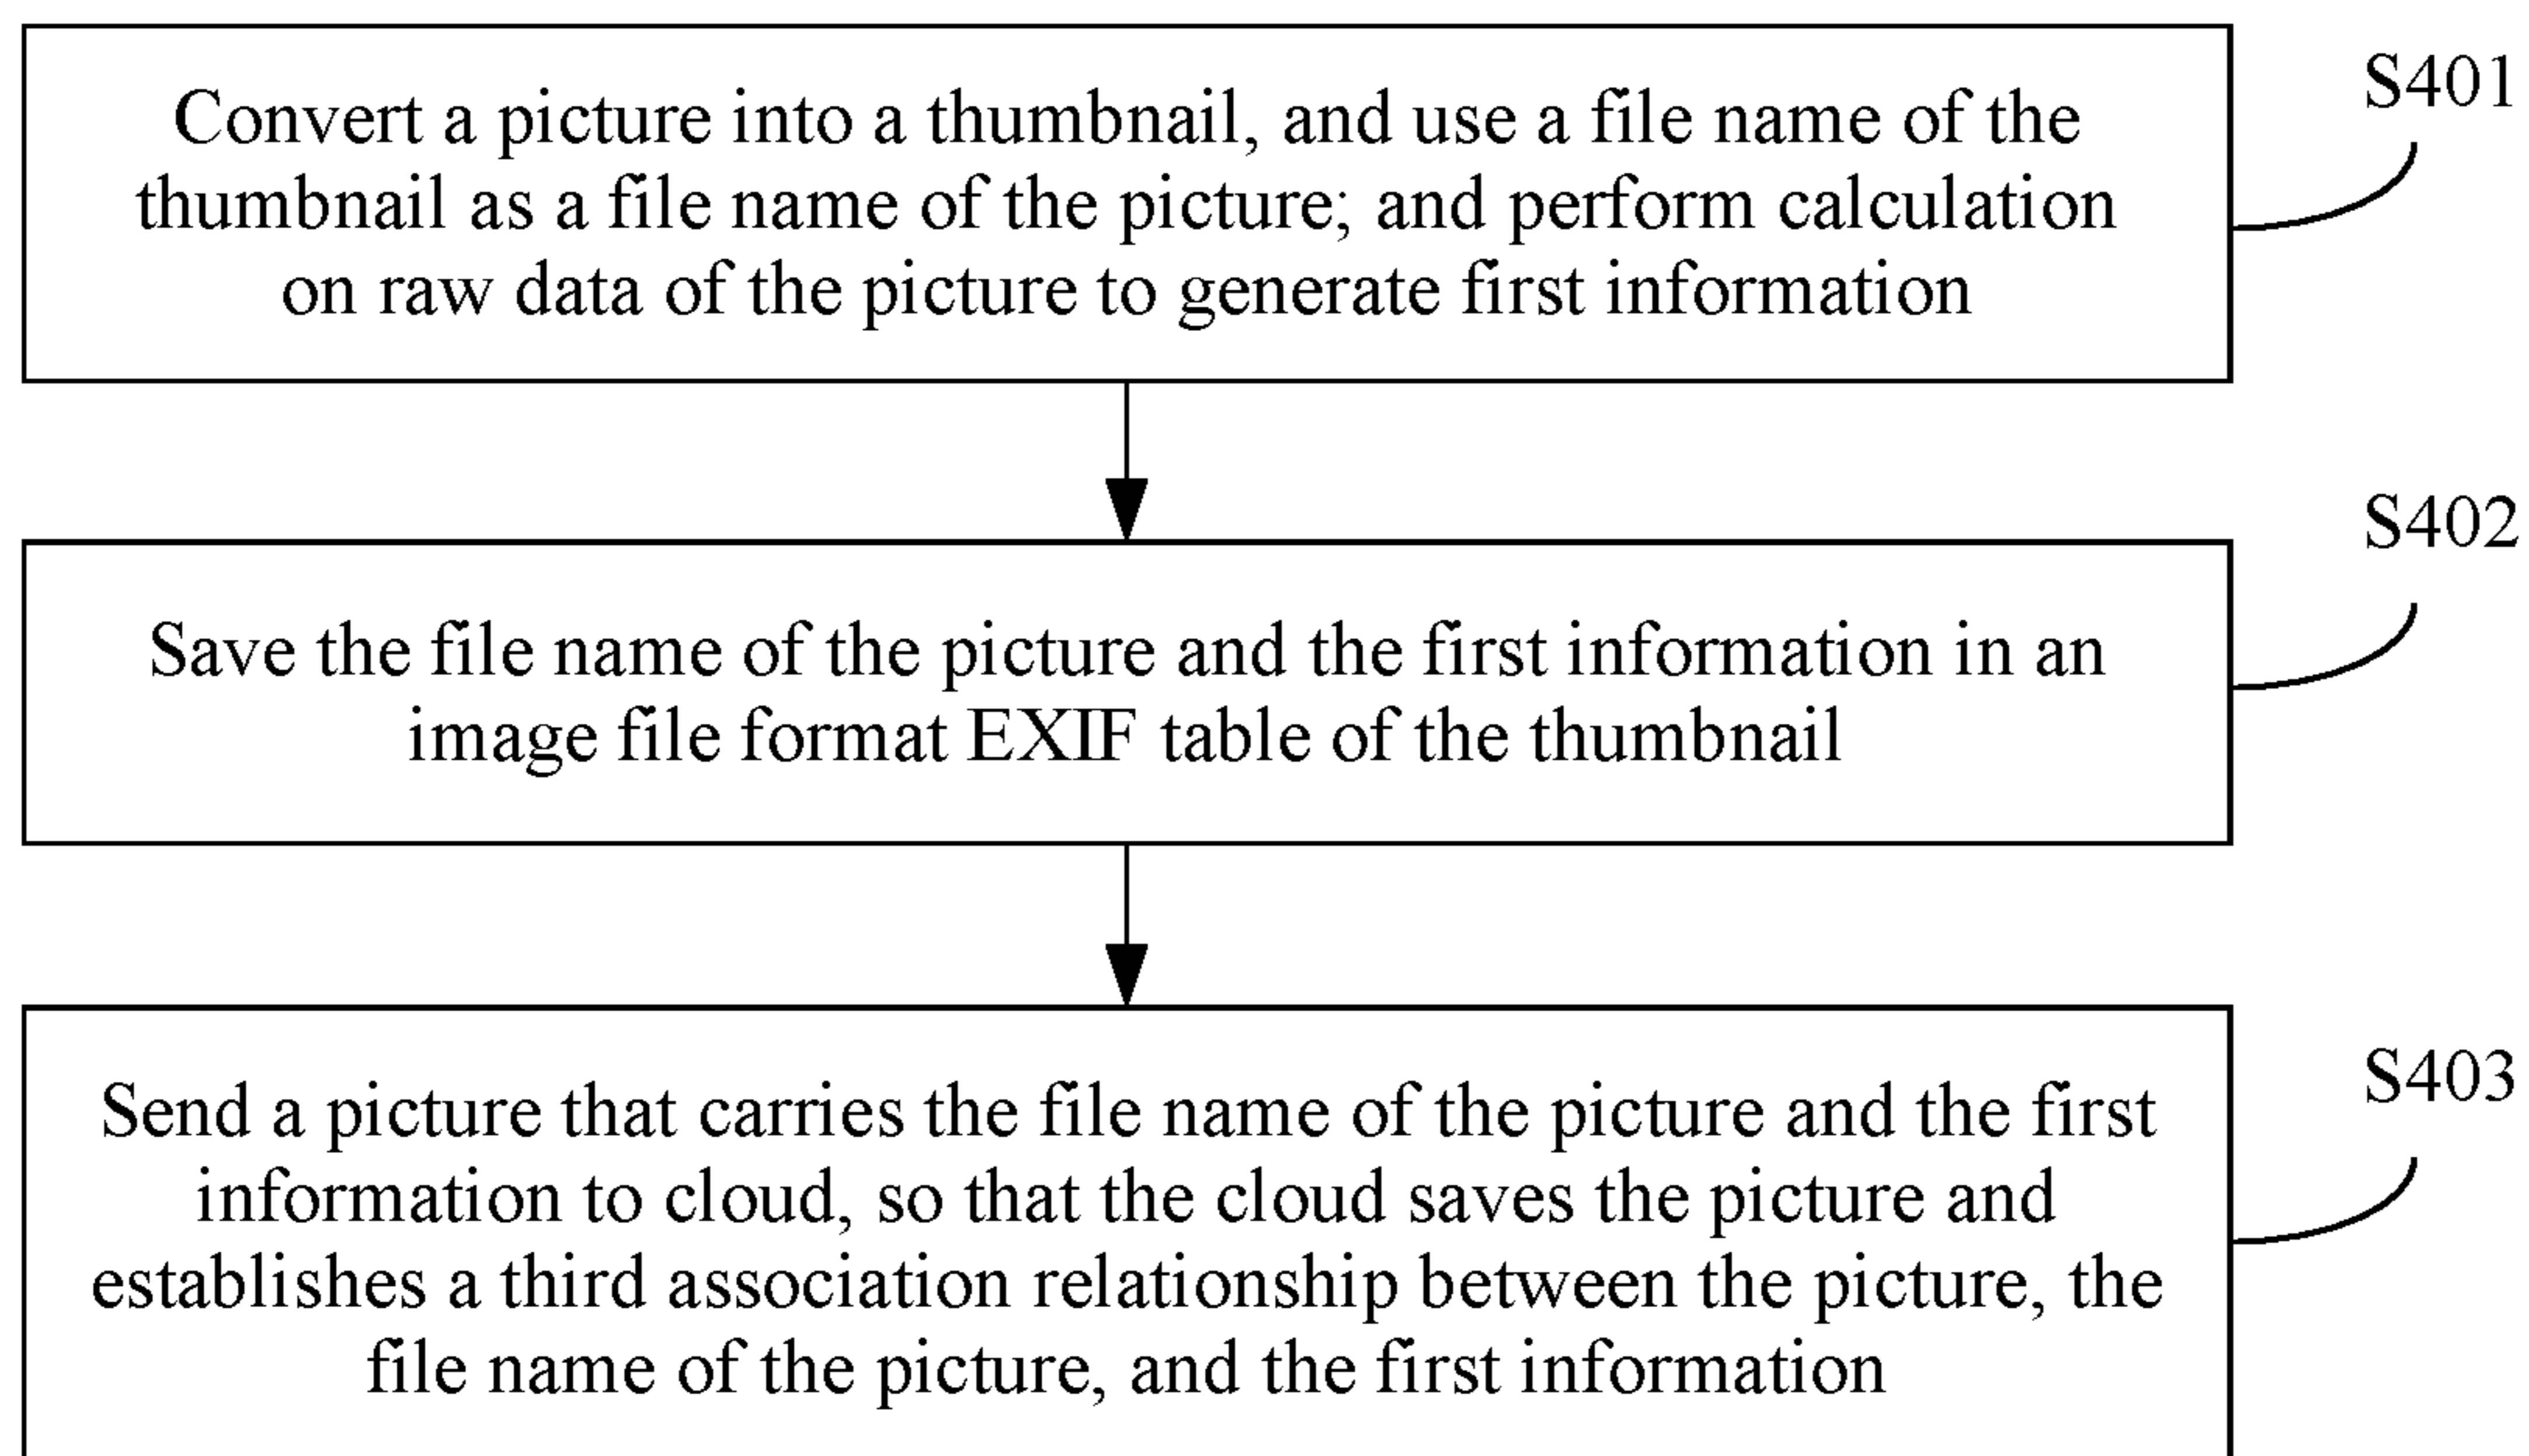 Convert a picture into a thumbnail, and use a file name of the
thumbnail as a file name of the picture; and perform calculation
on raw data of the picture to generate first information
S401
Save the file name of the picture and the first information in an
image file format EXIF table of the thumbnail
S402
Send a picture that carries the file name of the picture and the first
information to cloud, so that the cloud saves the picture and
establishes a third association relationship between the picture, the
file name of the picture, and the first information
S403